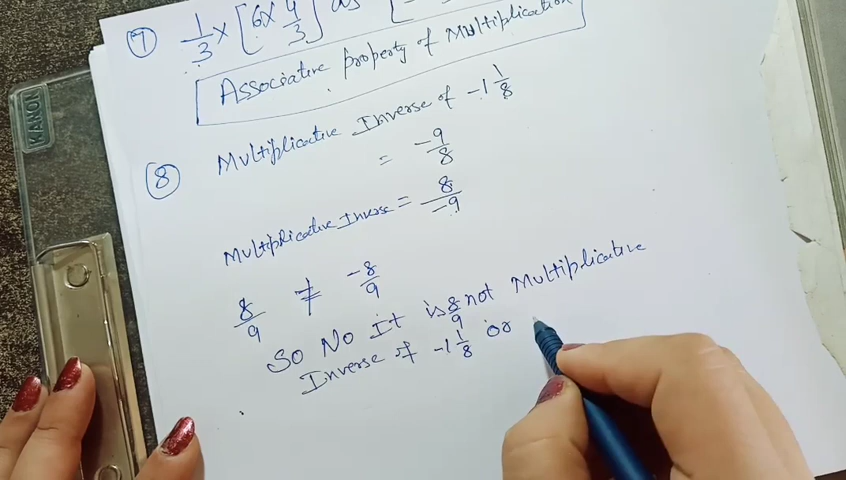 7 1/3 × [6 × 4/3] as [
Associative property of Multiplication
8 Multiplicative Inverse of -1 1/8
= -9/8
Multiplicative Inverse = 8/-9
8/9 ≠ -8/9
So No It is 8/9 not Multiplicative
Inverse of -1 1/8 or
KANON